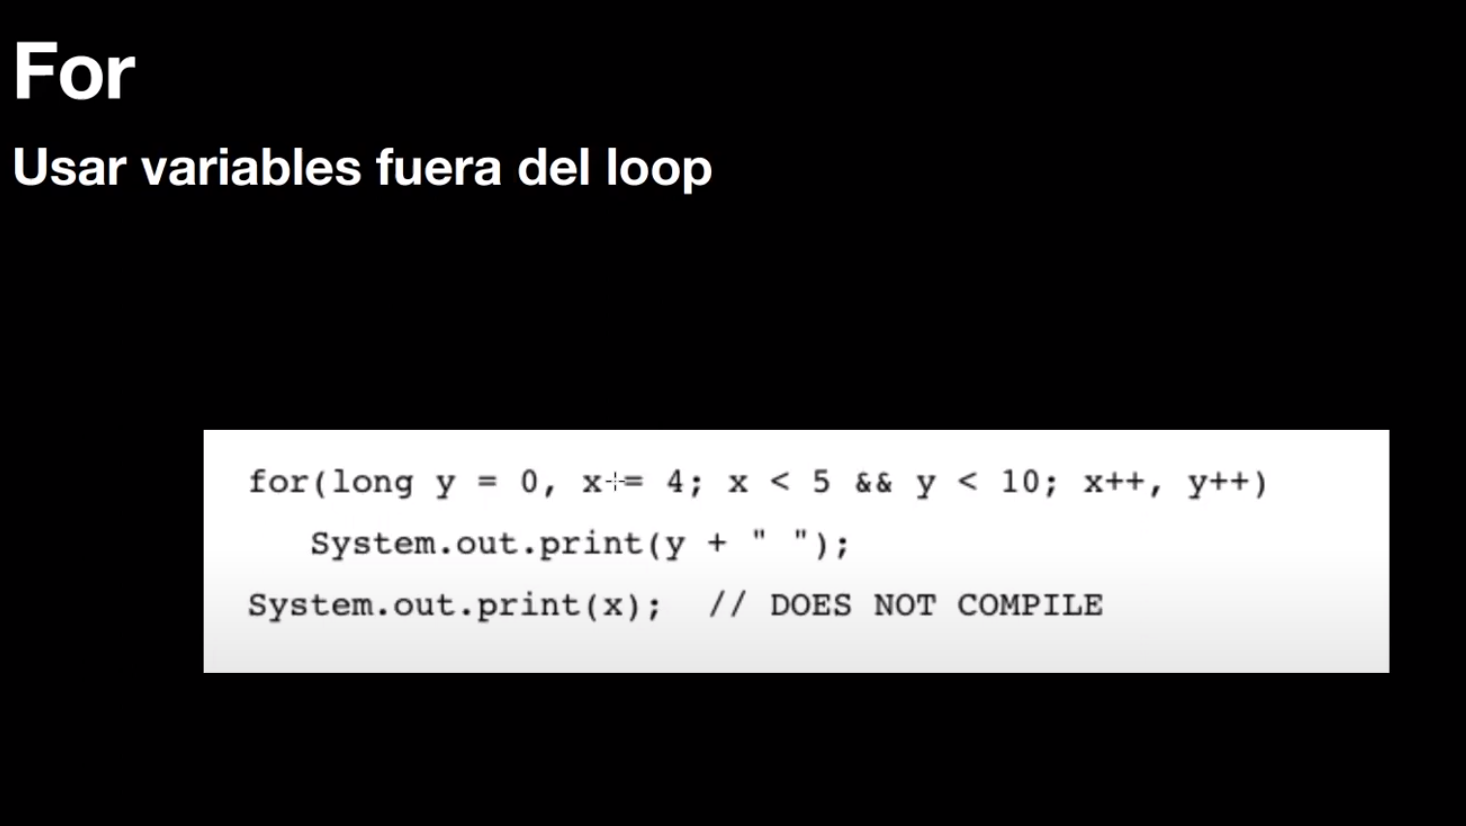 For
Usar variables fuera del loop
for(long y = 0, x = 4; x < 5 && y < 10; x++, y++)
System.out.print(y + " ");
System.out.print(x);  // DOES NOT COMPILE